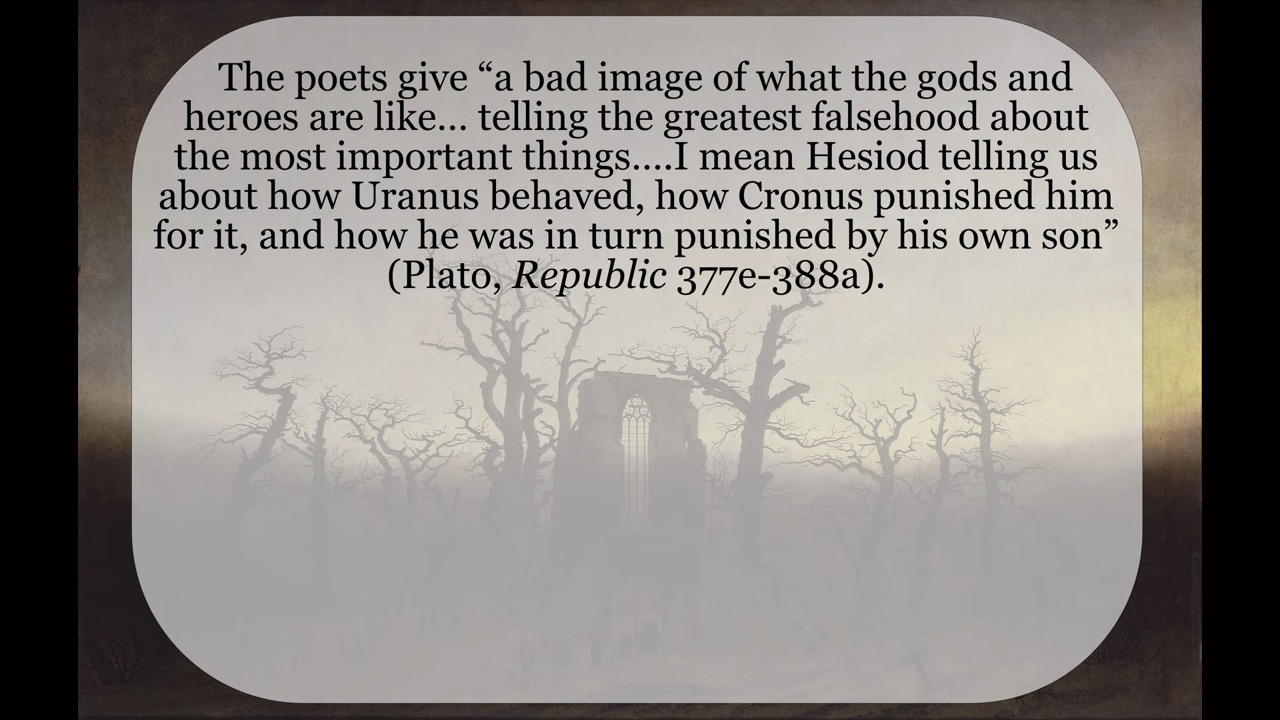 The poets give “a bad image of what the gods and
heroes are like... telling the greatest falsehood about
the most important things....I mean Hesiod telling us
about how Uranus behaved, how Cronus punished him
for it, and how he was in turn punished by his own son”
(Plato, Republic 377e-388a).